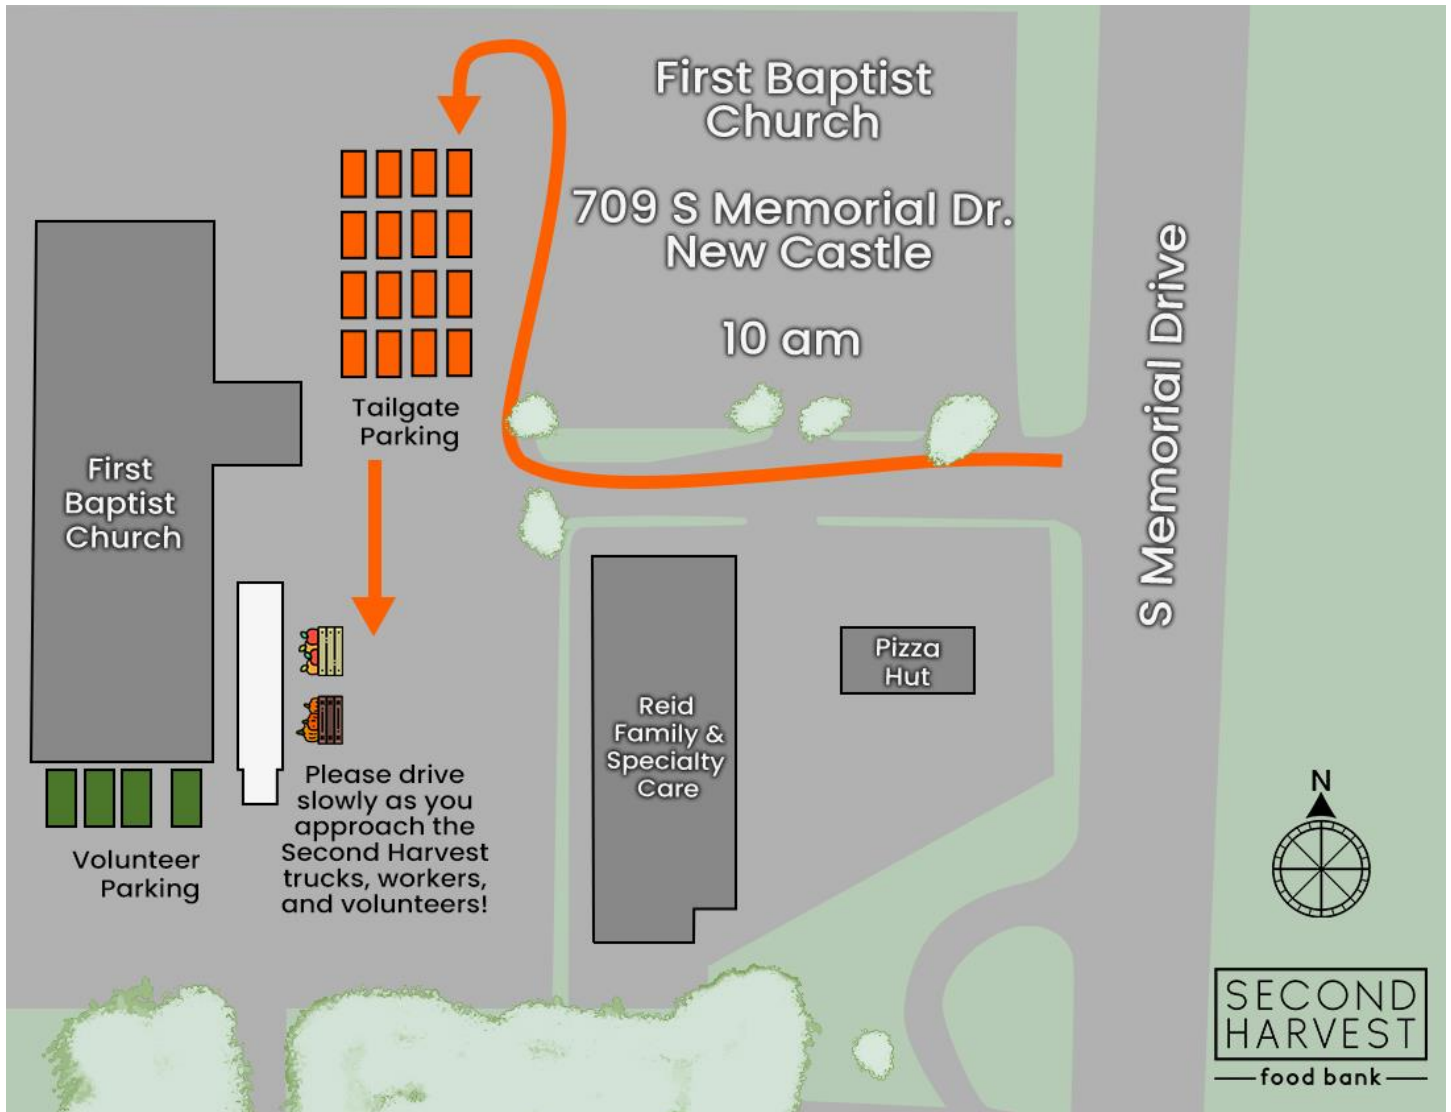 First Baptist
Church
709 S Memorial Dr.
New Castle
10 am
S Memorial Drive
Tailgate
Parking
First
Baptist
Church
Pizza
Hut
Reid
Family &
Specialty
Care
Please drive
slowly as you
approach the
Second Harvest
trucks, workers,
and volunteers!
Volunteer
Parking
N
SECOND
HARVEST
food bank